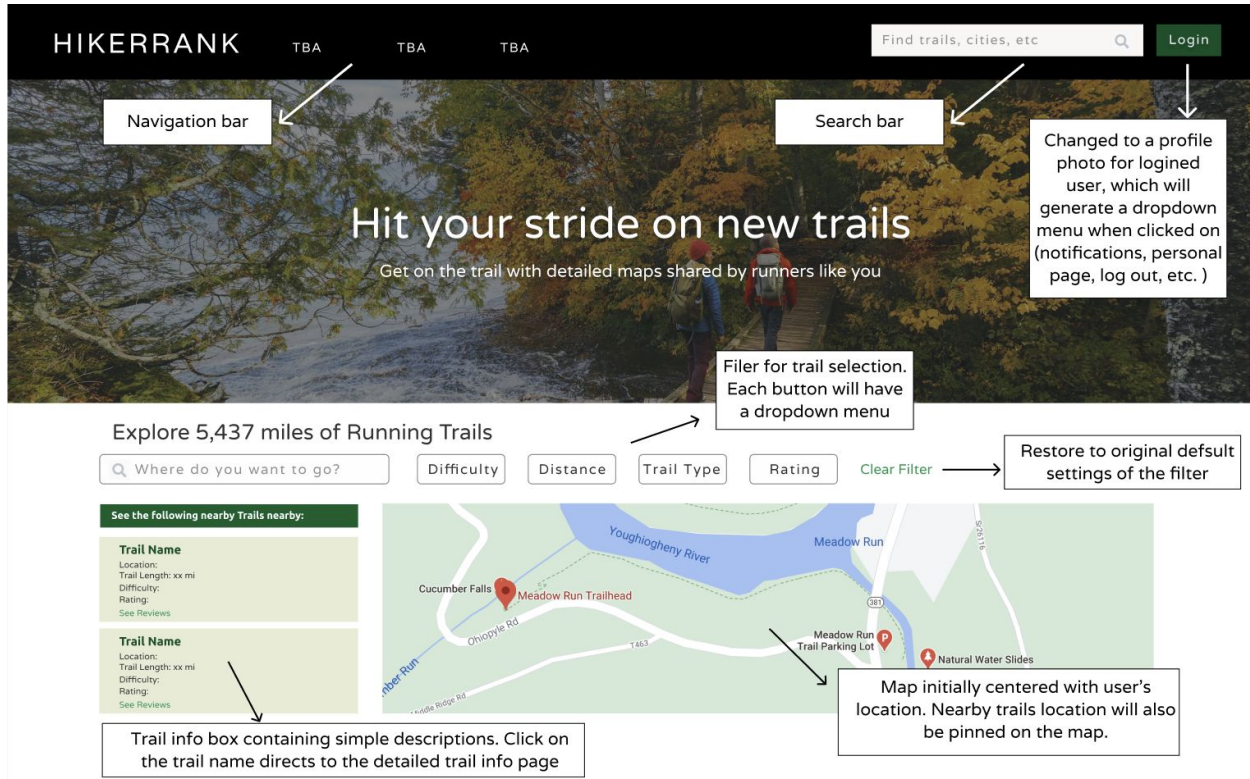 HIKERRANK
TBA
TBA
TBA
Find trails, cities, etc
Login
Navigation bar
Search bar
Changed to a profile
photo for logined
user, which will
generate a dropdown
menu when clicked on
(notifications, personal
page, log out, etc. )
Hit your stride on new trails
Get on the trail with detailed maps shared by runners like you
Filer for trail selection.
Each button will have
a dropdown menu
Explore 5,437 miles of Running Trails
Where do you want to go?
Difficulty
Distance
Trail Type
Rating
Clear Filter
Restore to original defsult
settings of the filter
See the following nearby Trails nearby:
Trail Name
Location:
Trail Length: xx mi
Difficulty:
Rating:
See Reviews
Trail Name
Location:
Trail Length: xx mi
Difficulty:
Rating:
See Reviews
Youghiogheny River
Meadow Run
S/26116
Cucumber Falls
Meadow Run Trailhead
381
Ohiopyle Rd
T463
Meadow Run
Trail Parking Lot
P
Natural Water Slides
mber Run
Middle Ridge Rd
Map initially centered with user's
location. Nearby trails location will also
be pinned on the map.
Trail info box containing simple descriptions. Click on
the trail name directs to the detailed trail info page